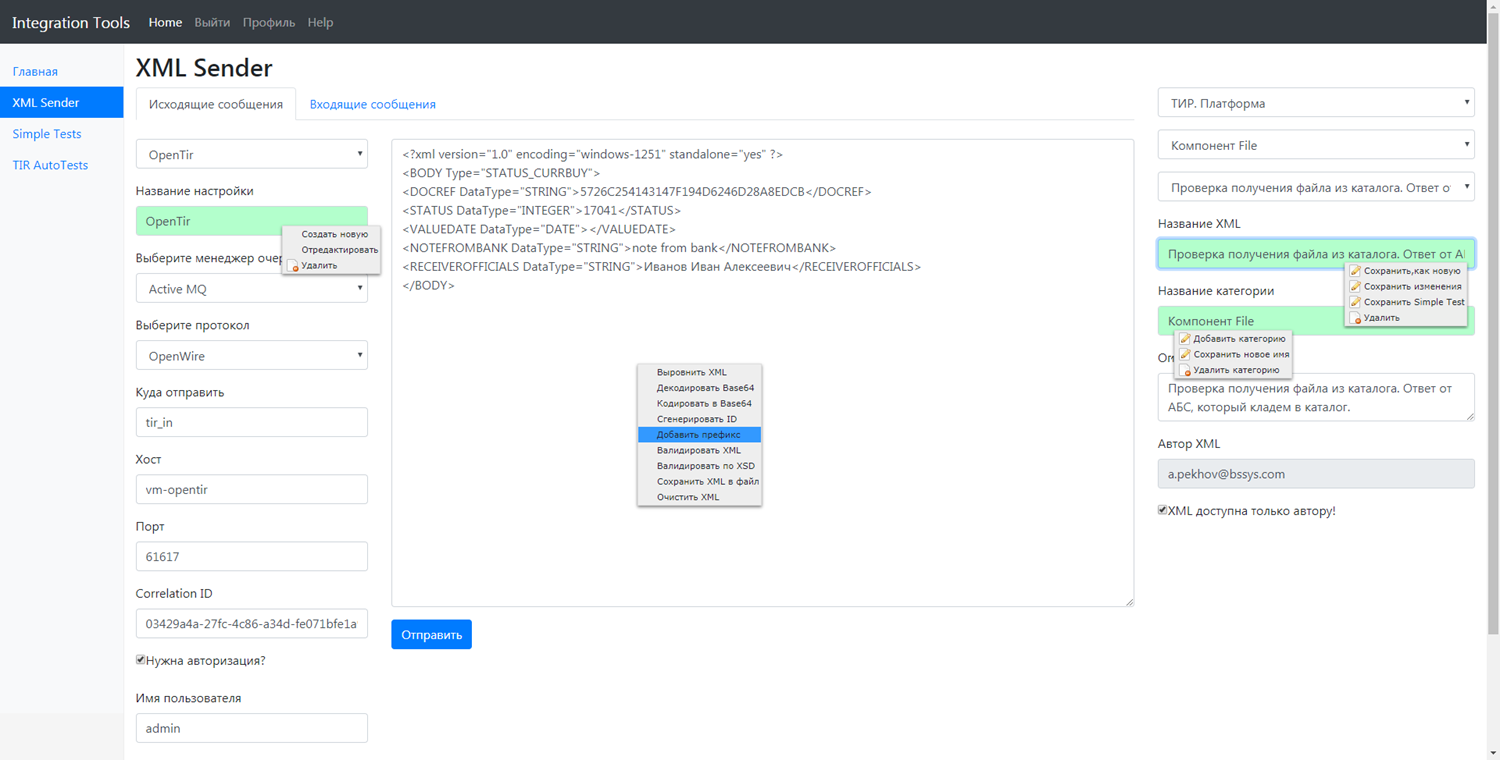 Integration Tools Home Выйти Профиль Help
Главная
XML Sender
Simple Tests
TIR AutoTests
XML Sender
Исходящие сообщения Входящие сообщения
OpenTir
Название настройки
OpenTir
Создать новую
Отредактировать
Удалить
Выберите менеджер очер
Active MQ
Выберите протокол
OpenWire
Куда отправить
tir_in
Хост
vm-opentir
Порт
61617
Correlation ID
03429a4a-27fc-4c86-a34d-fe071bfe1a
Нужна авторизация?
Имя пользователя
admin
<?xml version="1.0" encoding="windows-1251" standalone="yes" ?>
<BODY Type="STATUS_CURRBUY">
<DOCREF DataType="STRING">5726C254143147F194D6246D28A8EDCB</DOCREF>
<STATUS DataType="INTEGER">17041</STATUS>
<VALUEDATE DataType="DATE"></VALUEDATE>
<NOTEFROMBANK DataType="STRING">note from bank</NOTEFROMBANK>
<RECEIVEROFFICIALS DataType="STRING">Иванов Иван Алексеевич</RECEIVEROFFICIALS>
</BODY>
Выровнить XML
Декодировать Base64
Кодировать в Base64
Сгенерировать ID
Добавить префикс
Валидировать XML
Валидировать по XSD
Сохранить XML в файл
Очистить XML
Отправить
ТИР. Платформа
Компонент File
Проверка получения файла из каталога. Ответ о
Название XML
Проверка получения файла из каталога. Ответ от АБ
Сохранить,как новую
Сохранить изменения
Сохранить Simple Test
Удалить
Название категории
Компонент File
Добавить категорию
Сохранить новое имя
Удалить категорию
Проверка получения файла из каталога. Ответ от
АБС, который кладем в каталог.
Автор XML
a.pekhov@bssys.com
XML доступна только автору!